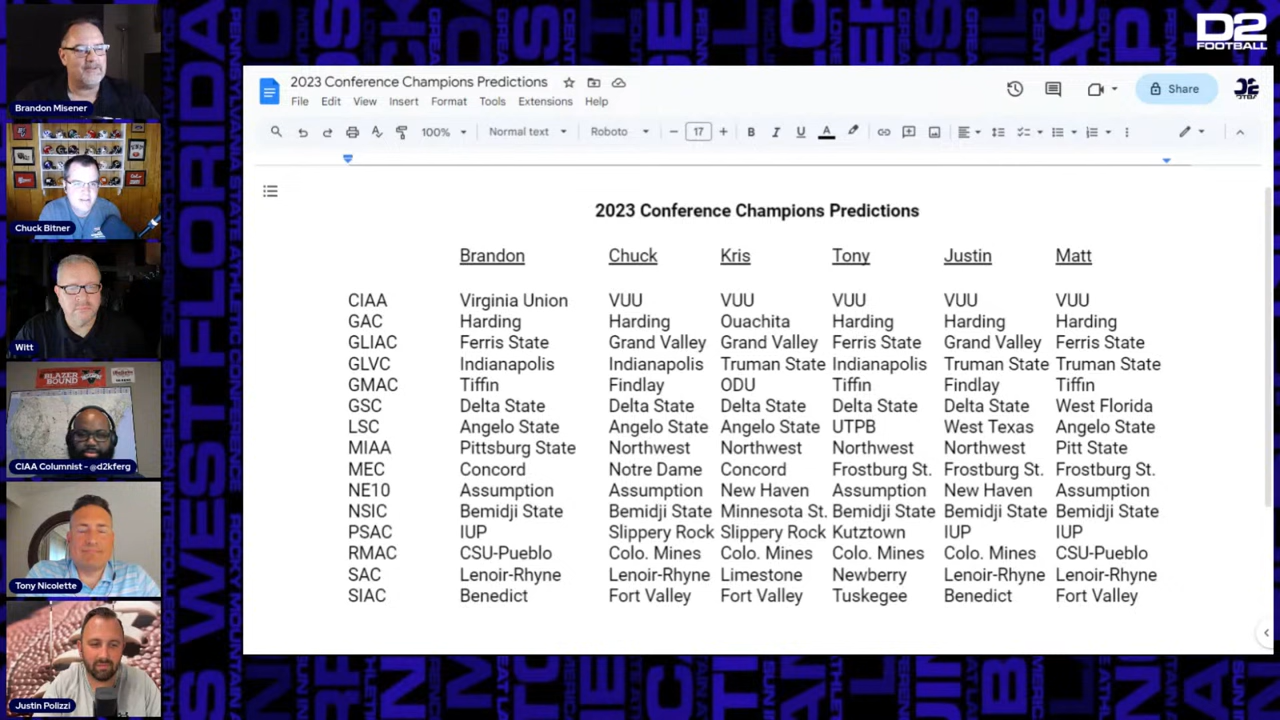 D2
FOOTBALL
Brandon Misener
Chuck Bitner
Witt
BLAZER
BOUND
CIAA Columnist - @d2kferg
Tony Nicolette
Justin Polizzi
WEST FLORIDA
PENNSYLVANIA STATE ATHLETIC CONFERENCE
ROCKY MOUNTAIN
2023 Conference Champions Predictions
File Edit View Insert Format Tools Extensions Help
Share
100% Normal text Roboto 17 B I U A
2023 Conference Champions Predictions
Brandon Chuck Kris Tony Justin Matt
CIAA Virginia Union VUU VUU VUU VUU VUU
GAC Harding Harding Ouachita Harding Harding Harding
GLIAC Ferris State Grand Valley Grand Valley Ferris State Grand Valley Ferris State
GLVC Indianapolis Indianapolis Truman State Indianapolis Truman State Truman State
GMAC Tiffin Findlay ODU Tiffin Findlay Tiffin
GSC Delta State Delta State Delta State Delta State Delta State West Florida
LSC Angelo State Angelo State Angelo State UTPB West Texas Angelo State
MIAA Pittsburg State Northwest Northwest Northwest Northwest Pitt State
MEC Concord Notre Dame Concord Frostburg St. Frostburg St. Frostburg St.
NE10 Assumption Assumption New Haven Assumption New Haven Assumption
NSIC Bemidji State Bemidji State Minnesota St. Bemidji State Bemidji State Bemidji State
PSAC IUP Slippery Rock Slippery Rock Kutztown IUP IUP
RMAC CSU-Pueblo Colo. Mines Colo. Mines Colo. Mines Colo. Mines CSU-Pueblo
SAC Lenoir-Rhyne Lenoir-Rhyne Limestone Newberry Lenoir-Rhyne Lenoir-Rhyne
SIAC Benedict Fort Valley Fort Valley Tuskegee Benedict Fort Valley